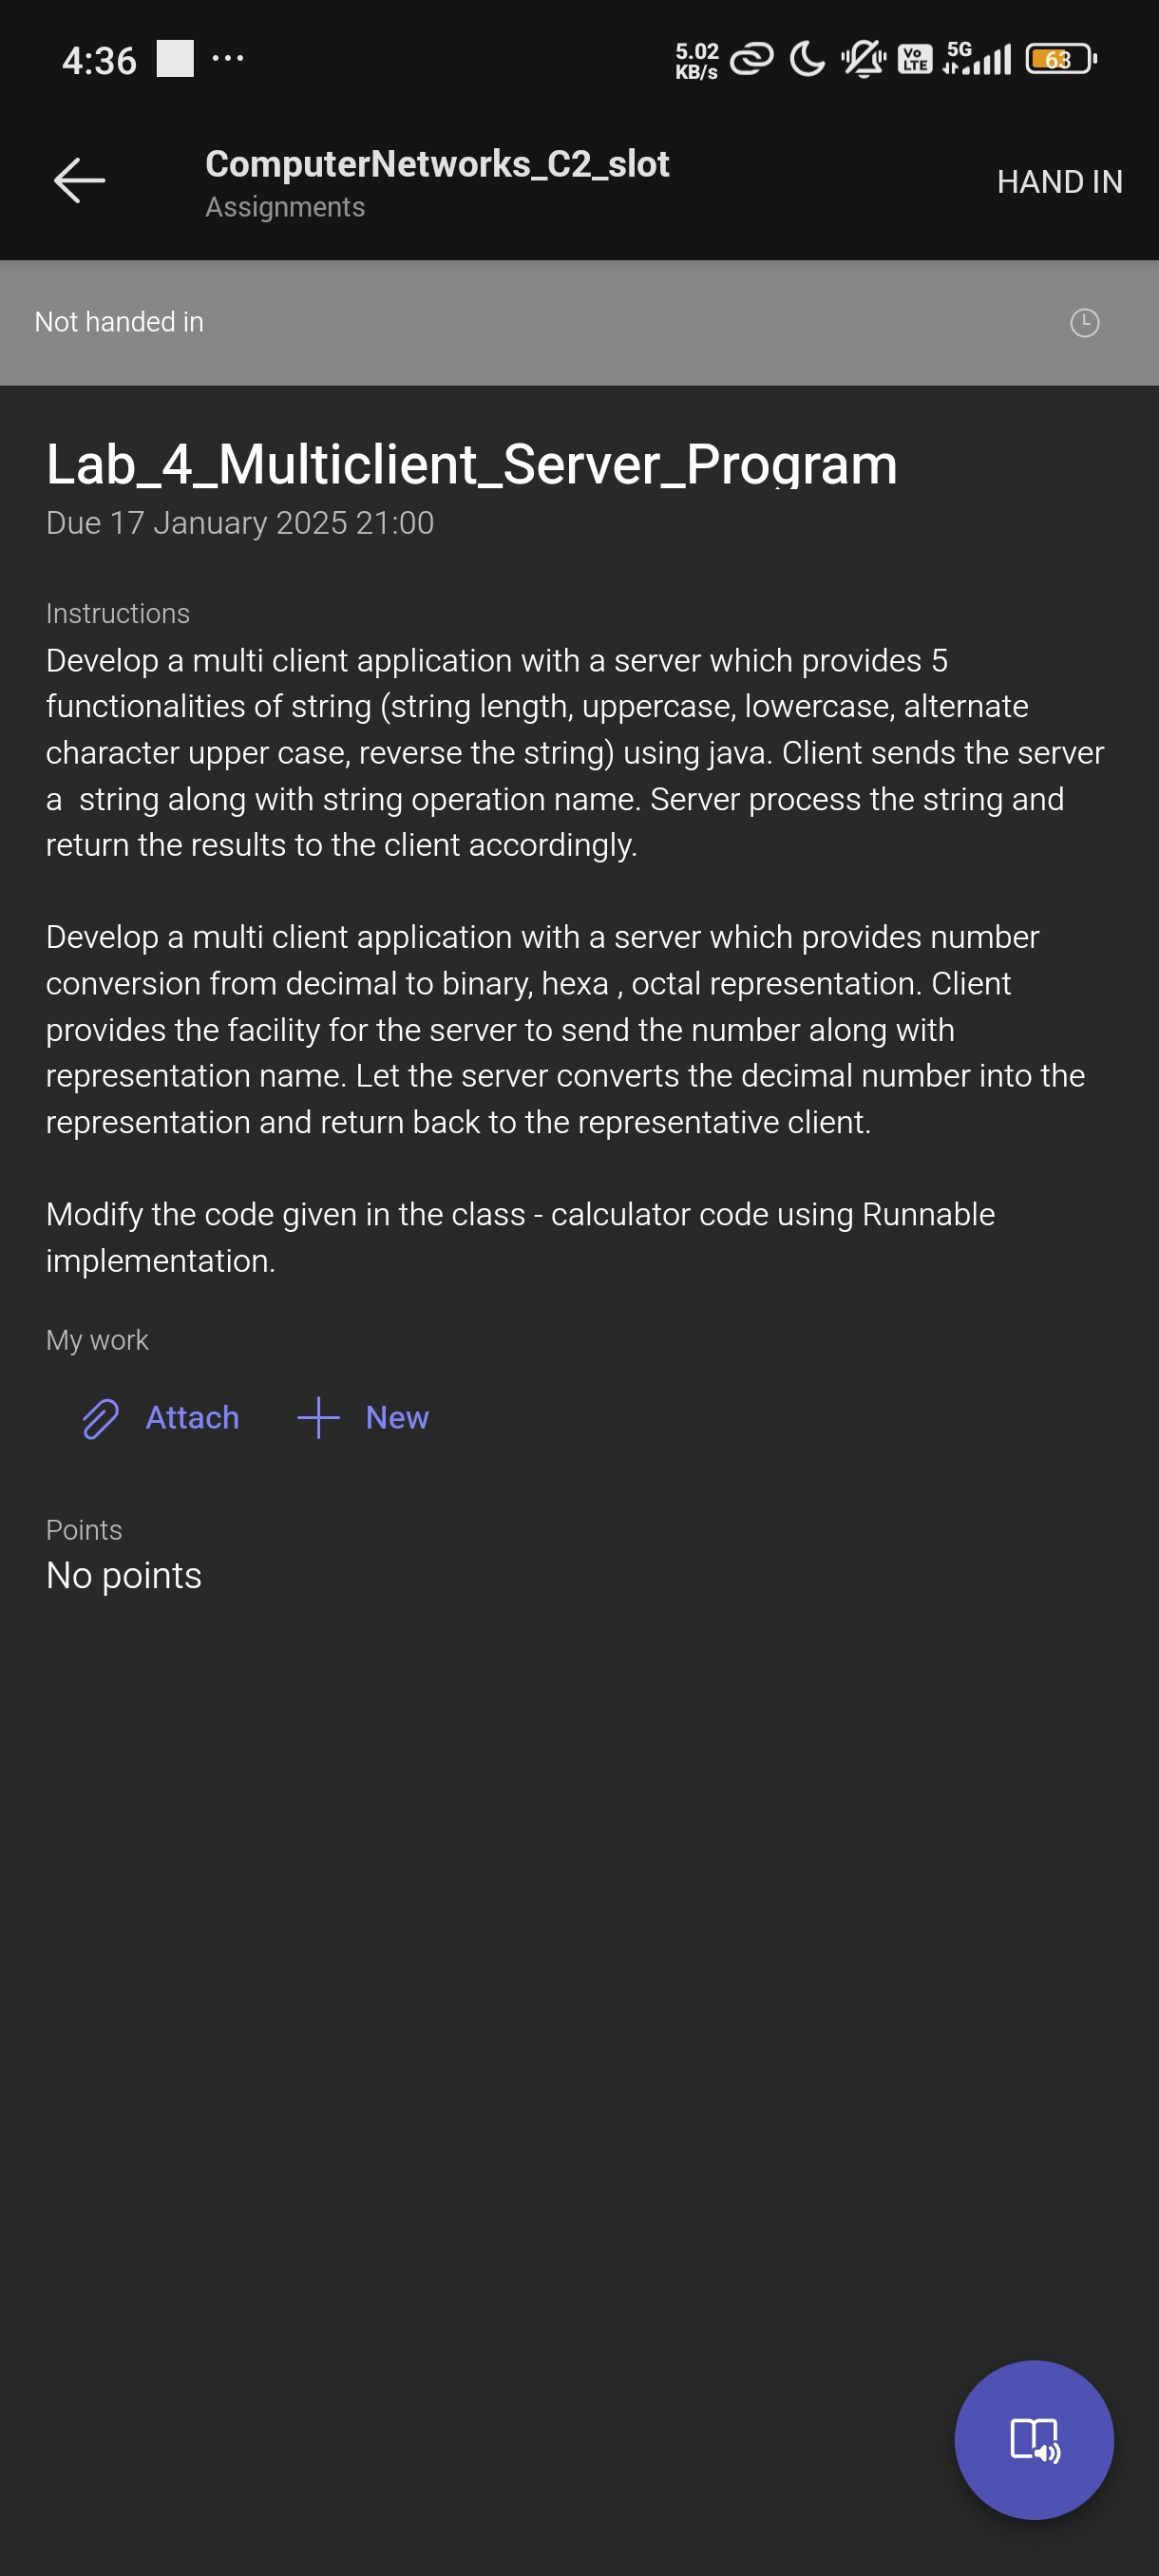 4:36 ...
5.02 KB/s Vo LTE 5G 63
ComputerNetworks_C2_slot
Assignments
HAND IN
Not handed in
Lab_4_Multiclient_Server_Program
Due 17 January 2025 21:00
Instructions
Develop a multi client application with a server which provides 5
functionalities of string (string length, uppercase, lowercase, alternate
character upper case, reverse the string) using java. Client sends the server
a  string along with string operation name. Server process the string and
return the results to the client accordingly.
Develop a multi client application with a server which provides number
conversion from decimal to binary, hexa , octal representation. Client
provides the facility for the server to send the number along with
representation name. Let the server converts the decimal number into the
representation and return back to the representative client.
Modify the code given in the class - calculator code using Runnable
implementation.
My work
Attach New
Points
No points